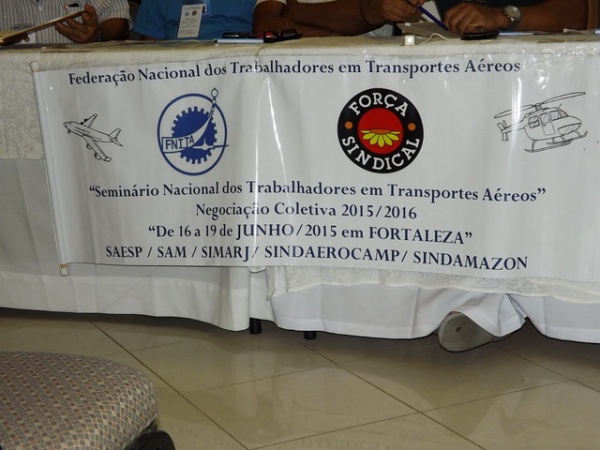 Federação Nacional dos Trabalhadores em Transportes Aéreos
FNTTA
FORÇA
SINDICAL
“Seminário Nacional dos Trabalhadores em Transportes Aéreos”
Negociação Coletiva 2015/2016
“De 16 a 19 de JUNHO/2015 em FORTALEZA”
SAESP / SAM / SIMARJ / SINDAEROCAMP / SINDAMAZON